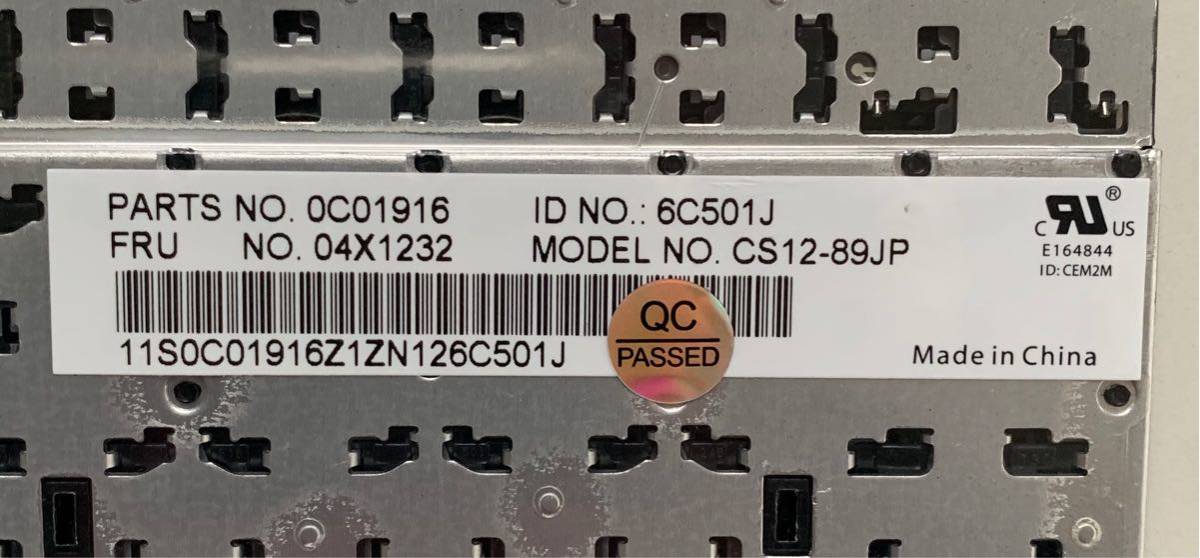 PARTS NO. 0C01916 ID NO.: 6C501J
FRU NO. 04X1232 MODEL NO. CS12-89JP
11S0C01916Z1ZN126C501J
QC
PASSED
C RU ® US
E164844
ID: CEM2M
Made in China